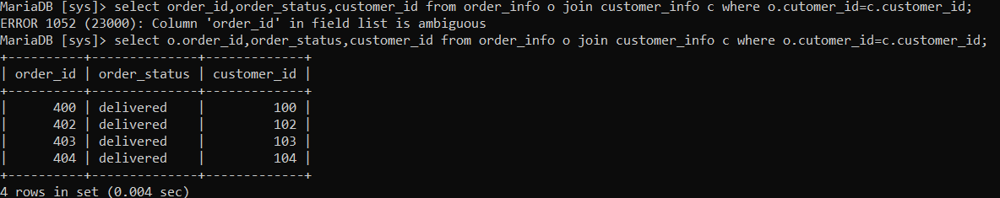 MariaDB [sys]> select order_id,order_status,customer_id from order_info o join customer_info c where o.cutomer_id=c.customer_id;
ERROR 1052 (23000): Column 'order_id' in field list is ambiguous
MariaDB [sys]> select o.order_id,order_status,customer_id from order_info o join customer_info c where o.cutomer_id=c.customer_id;
+----------+--------------+-------------+
| order_id | order_status | customer_id |
+----------+--------------+-------------+
|      400 | delivered    |         100 |
|      402 | delivered    |         102 |
|      403 | delivered    |         103 |
|      404 | delivered    |         104 |
+----------+--------------+-------------+
4 rows in set (0.004 sec)